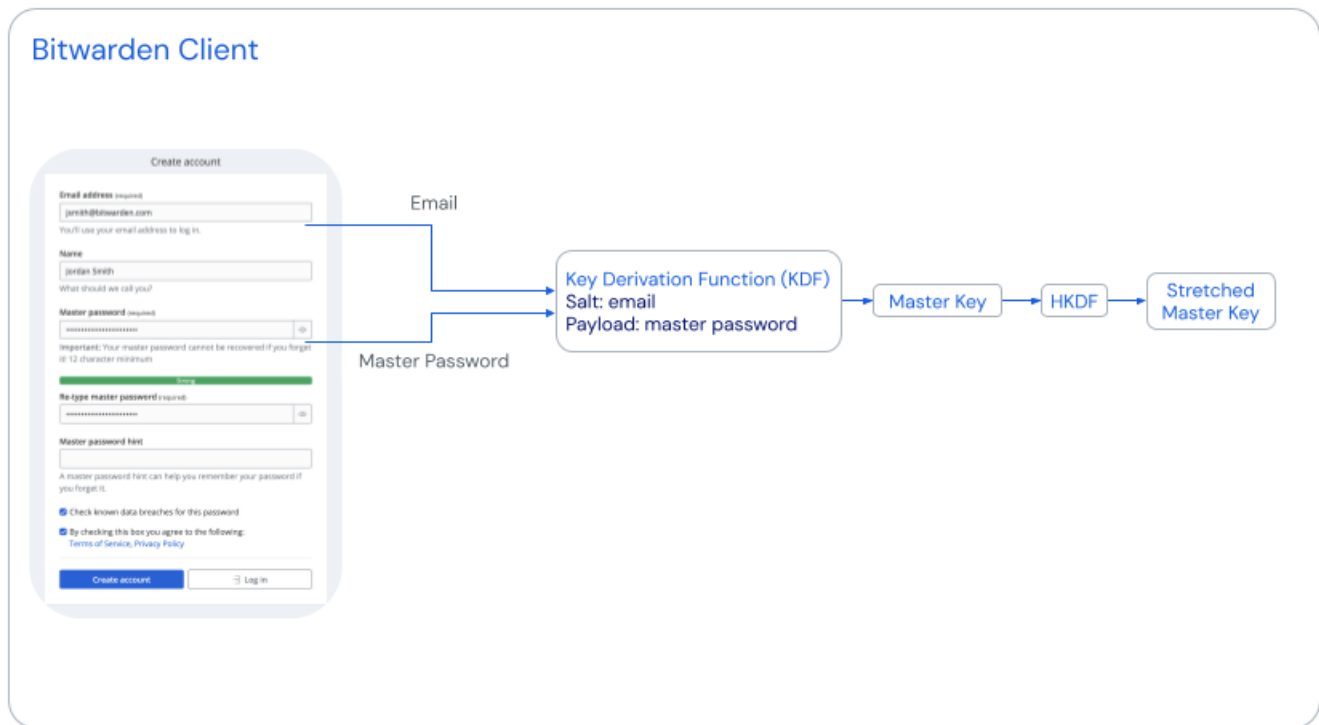 Bitwarden Client
Create account
Email address (required)
jsmith@bitwarden.com
You'll use your email address to log in.
Name
Jordan Smith
What should we call you?
Master password (required)
Important: Your master password cannot be recovered if you forget
it! 12 character minimum
Strong
Re-type master password (required)
Master password hint
A master password hint can help you remember your password if
you forget it.
Check known data breaches for this password
By checking this box you agree to the following:
Terms of Service, Privacy Policy
Create account
Log in
Email
Master Password
Key Derivation Function (KDF)
Salt: email
Payload: master password
Master Key
HKDF
Stretched
Master Key